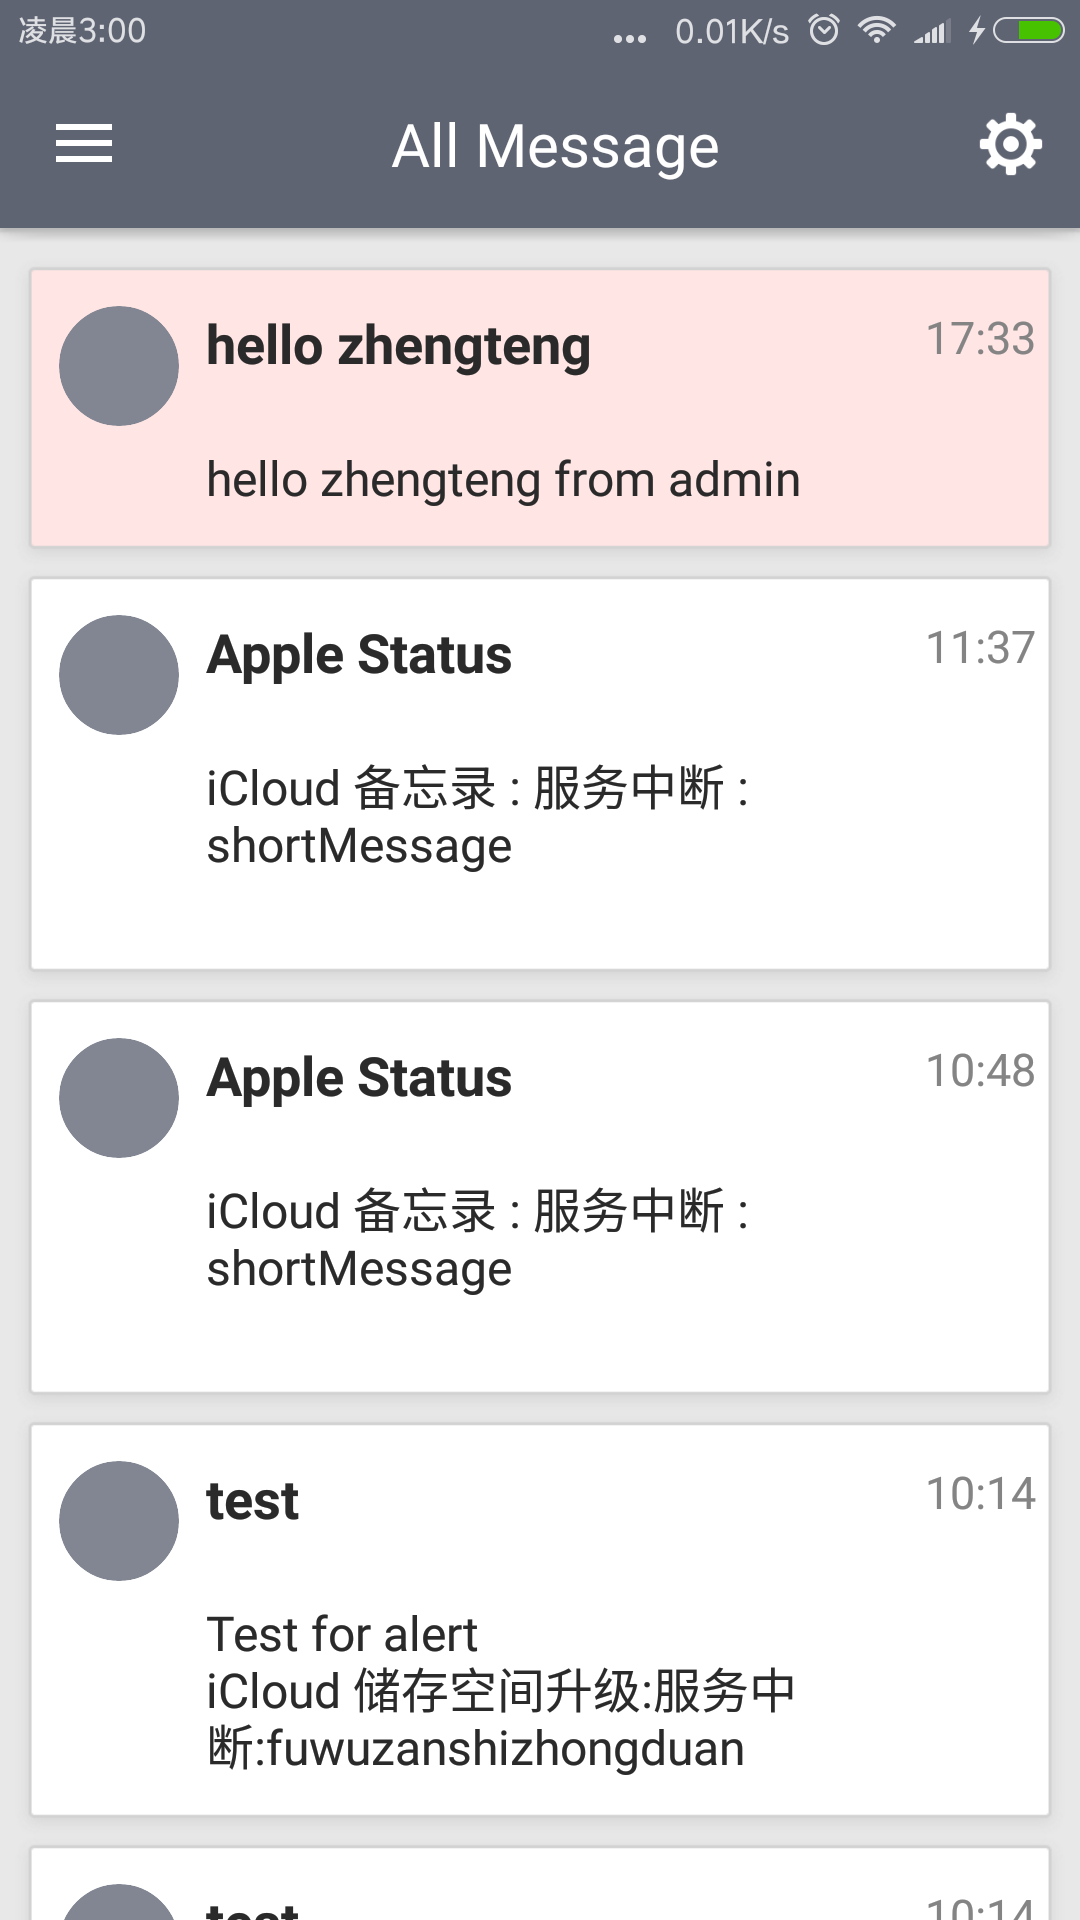 凌晨3:00
... 0.01K/s
All Message
hello zhengteng
17:33
hello zhengteng from admin
Apple Status
11:37
iCloud 备忘录 : 服务中断 :
shortMessage
Apple Status
10:48
iCloud 备忘录 : 服务中断 :
shortMessage
test
10:14
Test for alert
iCloud 储存空间升级:服务中
断:fuwuzanshizhongduan
test
10:14